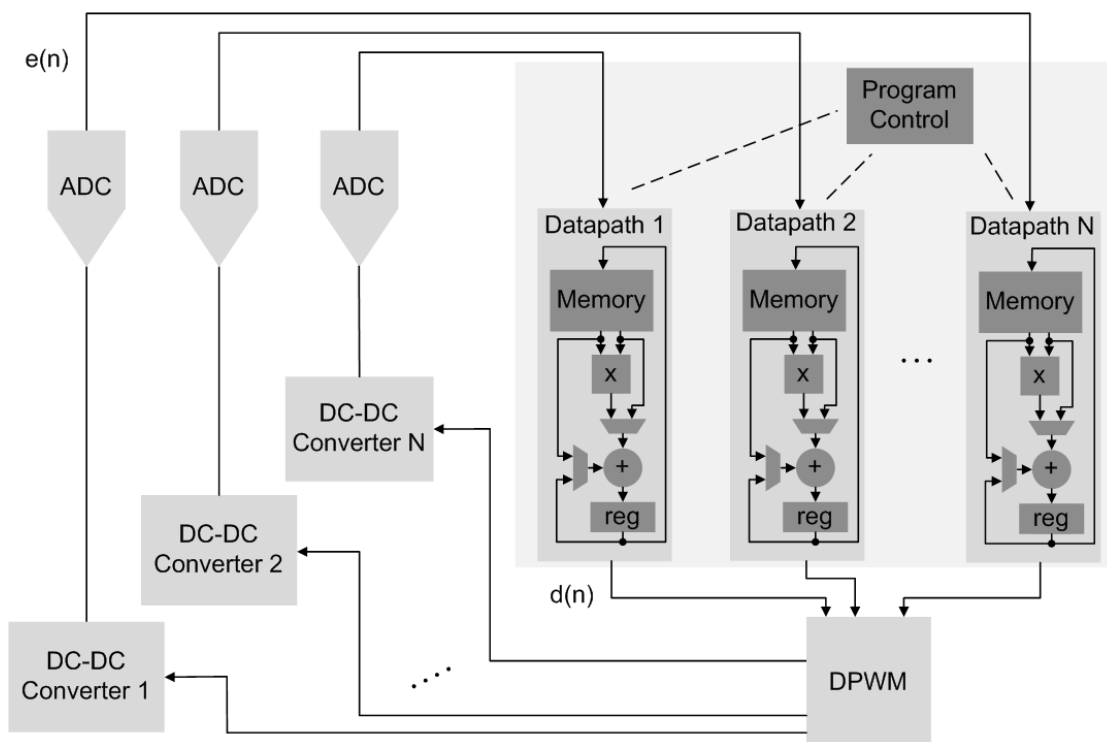 e(n)
Program
Control
ADC
ADC
ADC
Datapath 1
Datapath 2
Datapath N
Memory
Memory
Memory
x
x
x
...
DC-DC
Converter N
+
+
+
reg
reg
reg
DC-DC
Converter 2
d(n)
DC-DC
Converter 1
....
DPWM